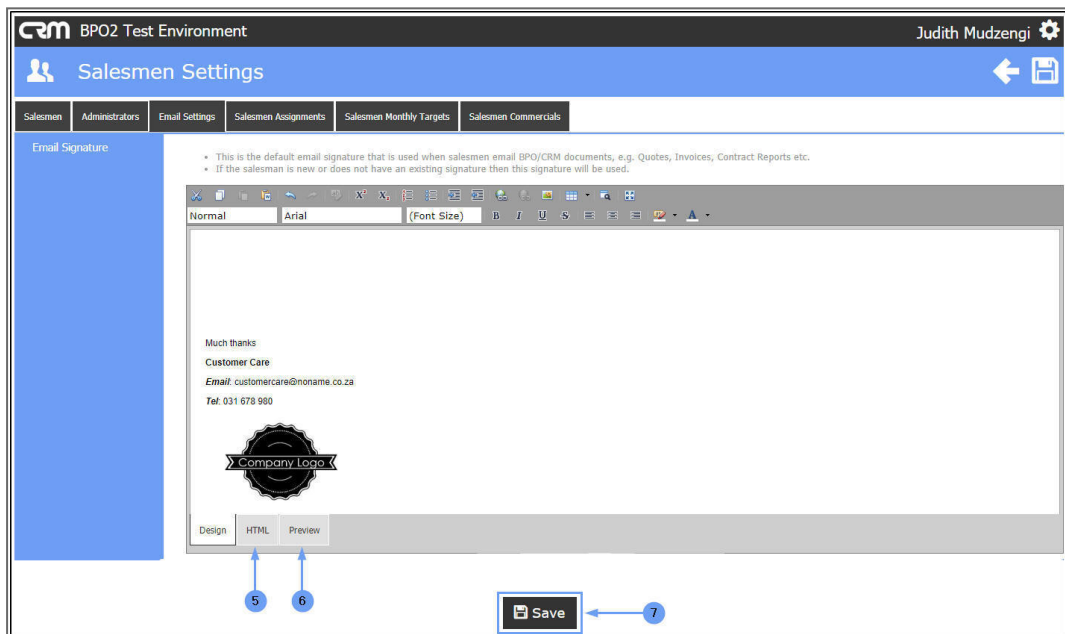 CRM BPO2 Test Environment Judith Mudzengi
Salesmen Settings
Salesmen Administrators Email Settings Salesmen Assignments Salesmen Monthly Targets Salesmen Commercials
Email Signature
This is the default email signature that is used when salesmen email BPO/CRM documents, e.g. Quotes, Invoices, Contract Reports etc.
If the salesman is new or does not have an existing signature then this signature will be used.
Normal Arial (Font Size) B I U S A
Much thanks
Customer Care
Email: customercare@noname.co.za
Tel: 031 678 980
Company Logo
Design HTML Preview
5 6
Save 7